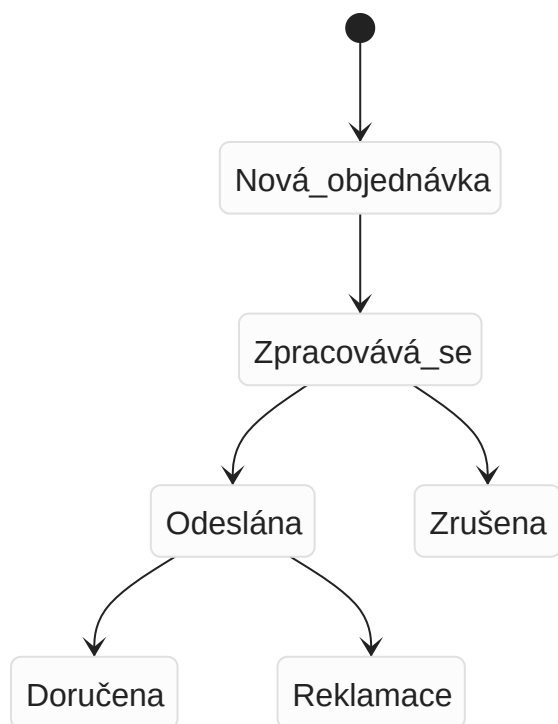 Nová_objednávka
Zpracovává_se
Odeslána
Zrušena
Doručena
Reklamace